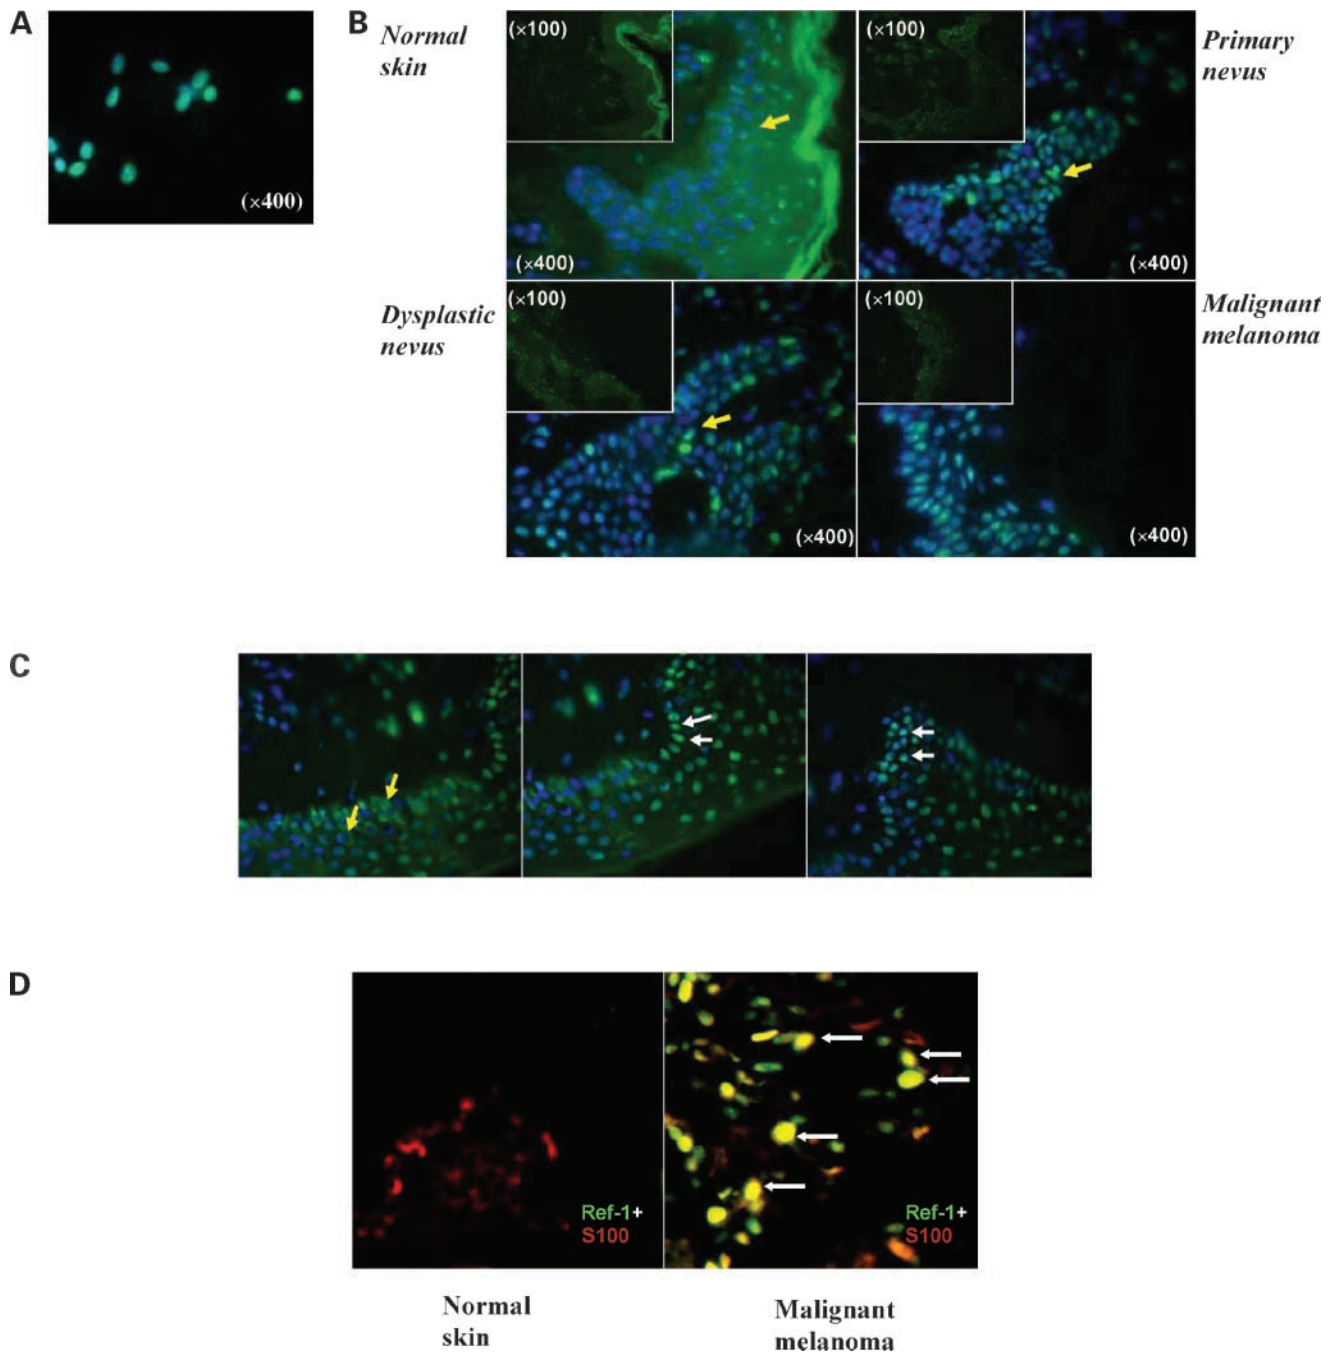 A
(×400)
B
Normal
skin
(×100)
(×400)
(×100)
(×400)
Primary
nevus
Dysplastic
nevus
(×100)
(×400)
(×100)
(×400)
Malignant
melanoma
C
D
Ref-1+
S100
Ref-1+
S100
Normal
skin
Malignant
melanoma